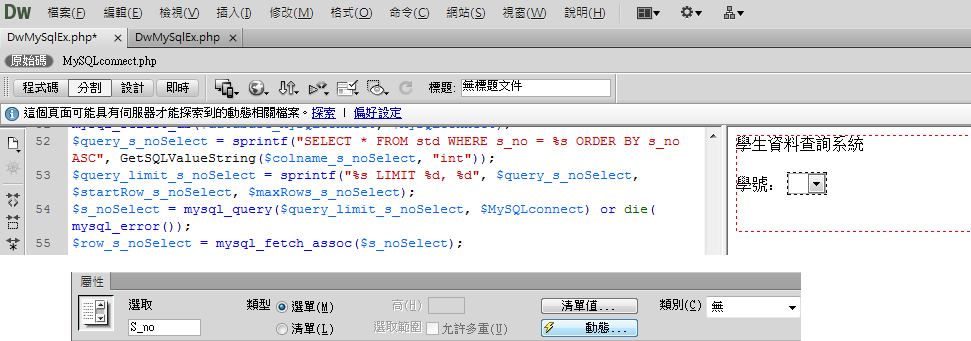 Dw 檔案(F) 編輯(E) 檢視(V) 插入(I) 修改(M) 格式(O) 命令(C) 網站(S) 視窗(W) 說明(H)
DwMySqlEx.php* × DwMySqlEx.php ×
原始碼 MySQLconnect.php
程式碼 分割 設計 即時 標題: 無標題文件
這個頁面可能具有伺服器才能探索到的動態相關檔案。探索 | 偏好設定
52 $query_s_noSelect = sprintf("SELECT * FROM std WHERE s_no = %s ORDER BY s_no
ASC", GetSQLValueString($colname_s_noSelect, "int"));
53 $query_limit_s_noSelect = sprintf("%s LIMIT %d, %d", $query_s_noSelect,
$startRow_s_noSelect, $maxRows_s_noSelect);
54 $s_noSelect = mysql_query($query_limit_s_noSelect, $MySQLconnect) or die(
mysql_error());
55 $row_s_noSelect = mysql_fetch_assoc($s_noSelect);
學生資料查詢系統
學號：
屬性
選取 類型 選單(M) 高(H) 清單值... 類別(C) 無
S_no 清單(L) 選取範圍 允許多重(U) 動態...